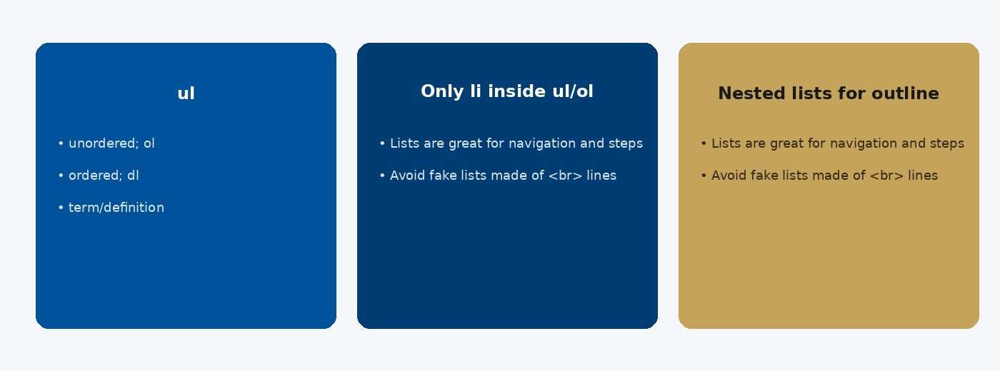 ul
• unordered; ol
• ordered; dl
• term/definition
Only li inside ul/ol
• Lists are great for navigation and steps
• Avoid fake lists made of <br> lines
Nested lists for outline
• Lists are great for navigation and steps
• Avoid fake lists made of <br> lines